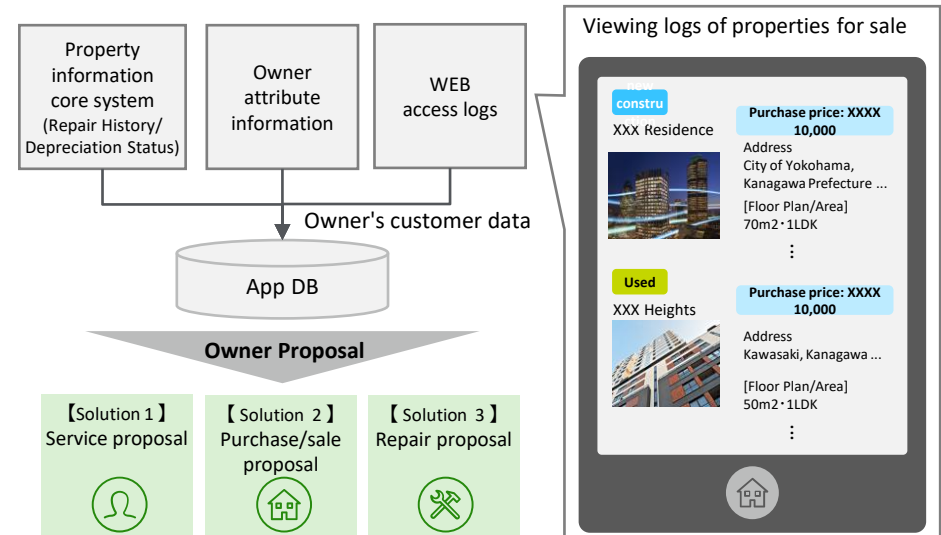 Property
information
core system
(Repair History/
Depreciation Status)
Owner
attribute
information
WEB
access logs
Owner's customer data
App DB
Owner Proposal
【Solution 1】
Service proposal
【 Solution 2】
Purchase/sale
proposal
【 Solution 3】
Repair proposal
Viewing logs of properties for sale
new
constru
XXX Residence
Purchase price: XXXX
10,000
Address
City of Yokohama,
Kanagawa Prefecture ...
[Floor Plan/Area]
70m2・1LDK
⋮
Used
XXX Heights
Purchase price: XXXX
10,000
Address
Kawasaki, Kanagawa ...
[Floor Plan/Area]
50m2・1LDK
⋮